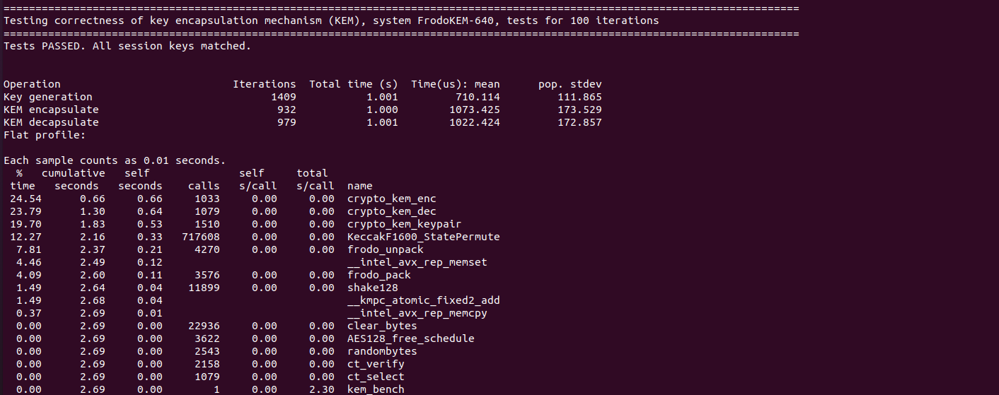 =============================================================================================================================
Testing correctness of key encapsulation mechanism (KEM), system FrodoKEM-640, tests for 100 iterations
=============================================================================================================================
Tests PASSED. All session keys matched.


Operation                           Iterations  Total time (s)  Time(us): mean      pop. stdev
Key generation                            1409           1.001         710.114         111.865
KEM encapsulate                            932           1.000        1073.425         173.529
KEM decapsulate                            979           1.001        1022.424         172.857
Flat profile:

Each sample counts as 0.01 seconds.
  %   cumulative   self              self     total
 time   seconds   seconds    calls   s/call   s/call  name
 24.54      0.66     0.66     1033     0.00     0.00  crypto_kem_enc
 23.79      1.30     0.64     1079     0.00     0.00  crypto_kem_dec
 19.70      1.83     0.53     1510     0.00     0.00  crypto_kem_keypair
 12.27      2.16     0.33   717608     0.00     0.00  KeccakF1600_StatePermute
  7.81      2.37     0.21     4270     0.00     0.00  frodo_unpack
  4.46      2.49     0.12                              __intel_avx_rep_memset
  4.09      2.60     0.11     3576     0.00     0.00  frodo_pack
  1.49      2.64     0.04    11899     0.00     0.00  shake128
  1.49      2.68     0.04                              __kmpc_atomic_fixed2_add
  0.37      2.69     0.01                              __intel_avx_rep_memcpy
  0.00      2.69     0.00    22936     0.00     0.00  clear_bytes
  0.00      2.69     0.00     3622     0.00     0.00  AES128_free_schedule
  0.00      2.69     0.00     2543     0.00     0.00  randombytes
  0.00      2.69     0.00     2158     0.00     0.00  ct_verify
  0.00      2.69     0.00     1079     0.00     0.00  ct_select
  0.00      2.69     0.00        1     0.00     2.30  kem_bench